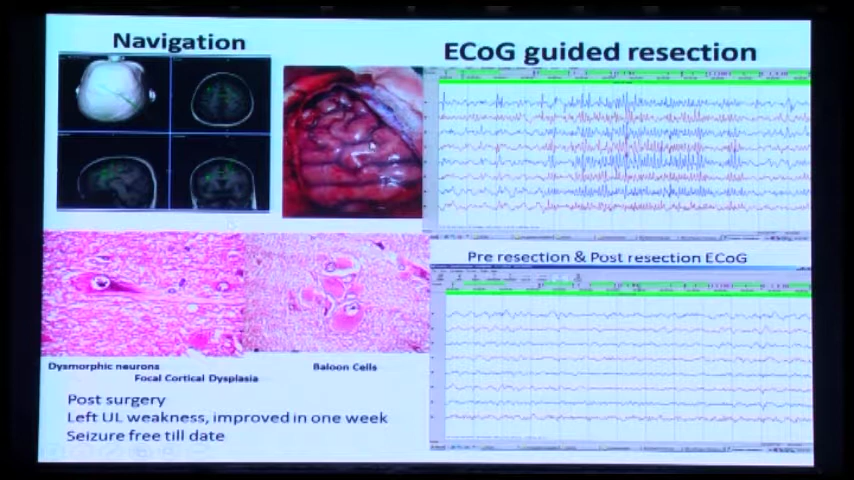 Navigation
ECoG guided resection
Pre resection & Post resection ECoG
Dysmorphic neurons
Baloon Cells
Focal Cortical Dysplasia
Post surgery
Left UL weakness, improved in one week
Seizure free till date